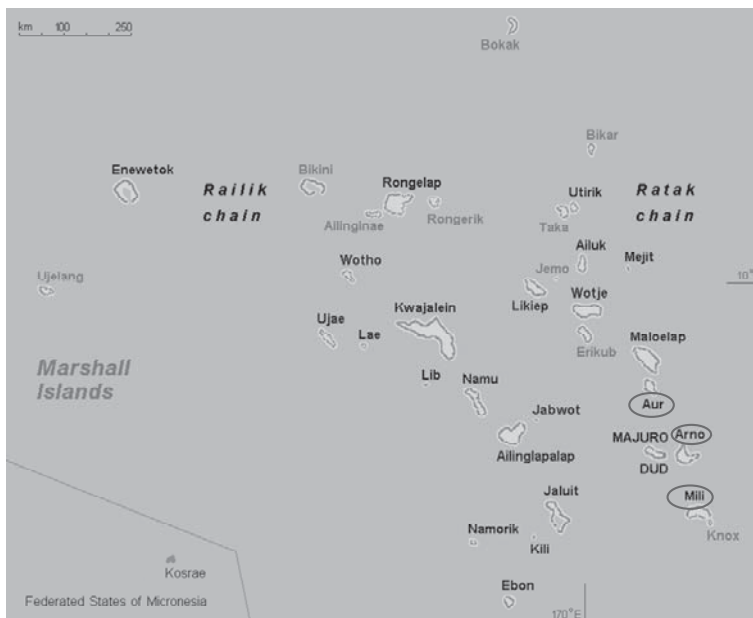 km 100 250
Bokak
Bikar
Enewetok
Railik
chain
Bikini
Rongelap
Ailinginae
Rongerik
Utirik
Taka
Ratak
chain
Ailuk
Mejit
Jemo
Wotho
Ujelang
10°
Likiep
Wotje
Kwajalein
Ujae
Lae
Erikub
Maloelap
Marshall
Islands
Lib
Namu
Aur
Jabwot
MAJURO
Arno
DUD
Ailinglapalap
Jaluit
Mili
Knox
Namorik
Kili
Kosrae
Ebon
Federated States of Micronesia
170°E